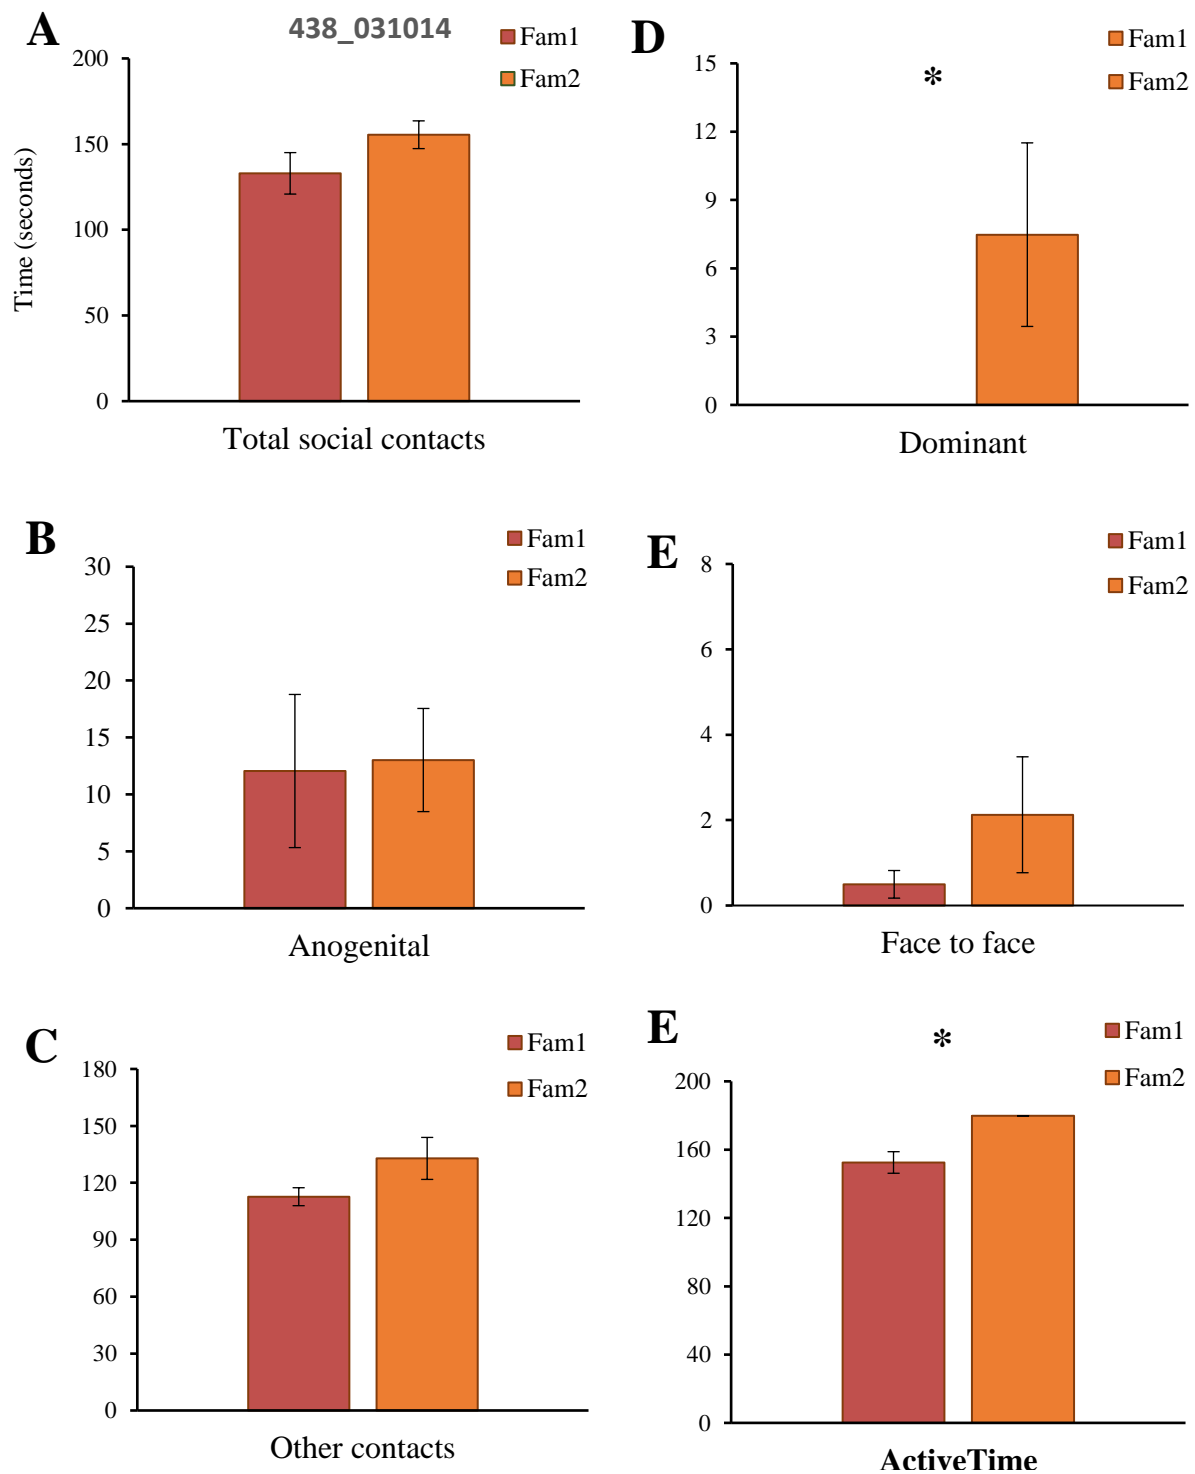 A
438_031014
Fam1
Fam2
200
150
100
50
0
Time (seconds)
Total social contacts
D
Fam1
Fam2
*
15
12
9
6
3
0
Dominant
B
Fam1
Fam2
30
25
20
15
10
5
0
Anogenital
E
Fam1
Fam2
8
6
4
2
0
Face to face
C
Fam1
Fam2
180
150
120
90
60
30
0
Other contacts
E
*
Fam1
Fam2
200
160
120
80
40
0
ActiveTime